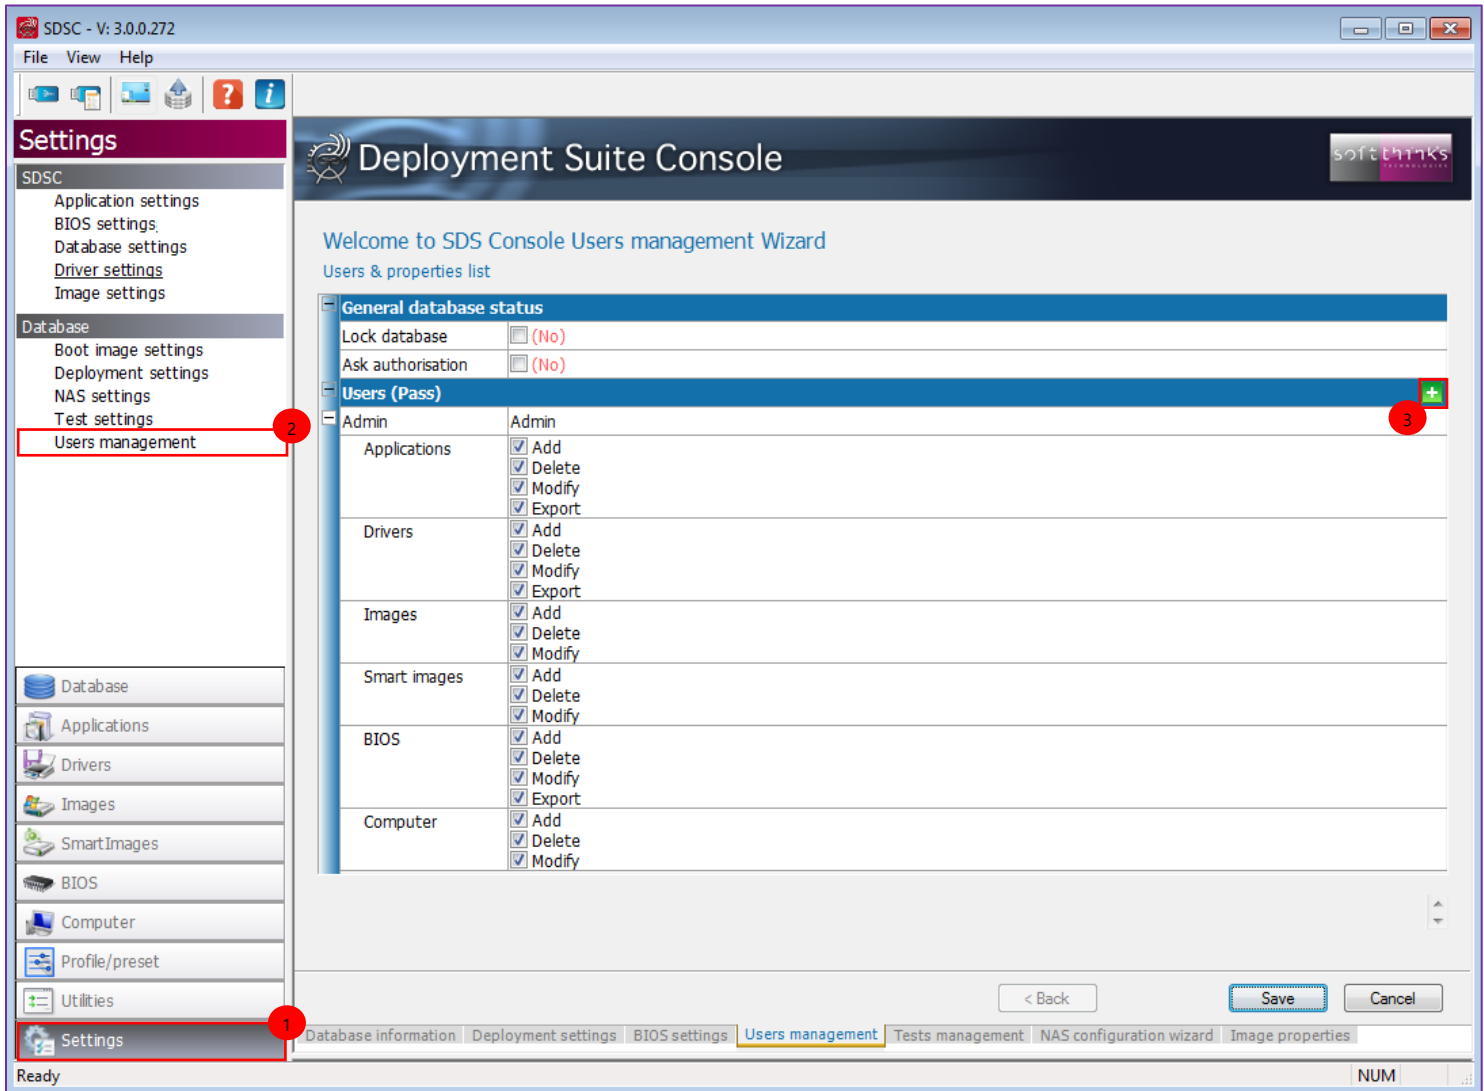 SDSC - V: 3.0.0.272
File View Help
Settings
SDSC
Application settings
BIOS settings
Database settings
Driver settings
Image settings
Database
Boot image settings
Deployment settings
NAS settings
Test settings
Users management
2
Database
Applications
Drivers
Images
SmartImages
BIOS
Computer
Profile/preset
Utilities
Settings
1
Deployment Suite Console
softthinks
TECHNOLOGIES
Welcome to SDS Console Users management Wizard
Users & properties list
General database status
Lock database (No)
Ask authorisation (No)
Users (Pass)
3
Admin Admin
Applications Add
Delete
Modify
Export
Drivers Add
Delete
Modify
Export
Images Add
Delete
Modify
Smart images Add
Delete
Modify
BIOS Add
Delete
Modify
Export
Computer Add
Delete
Modify
< Back Save Cancel
Database information Deployment settings BIOS settings Users management Tests management NAS configuration wizard Image properties
Ready NUM